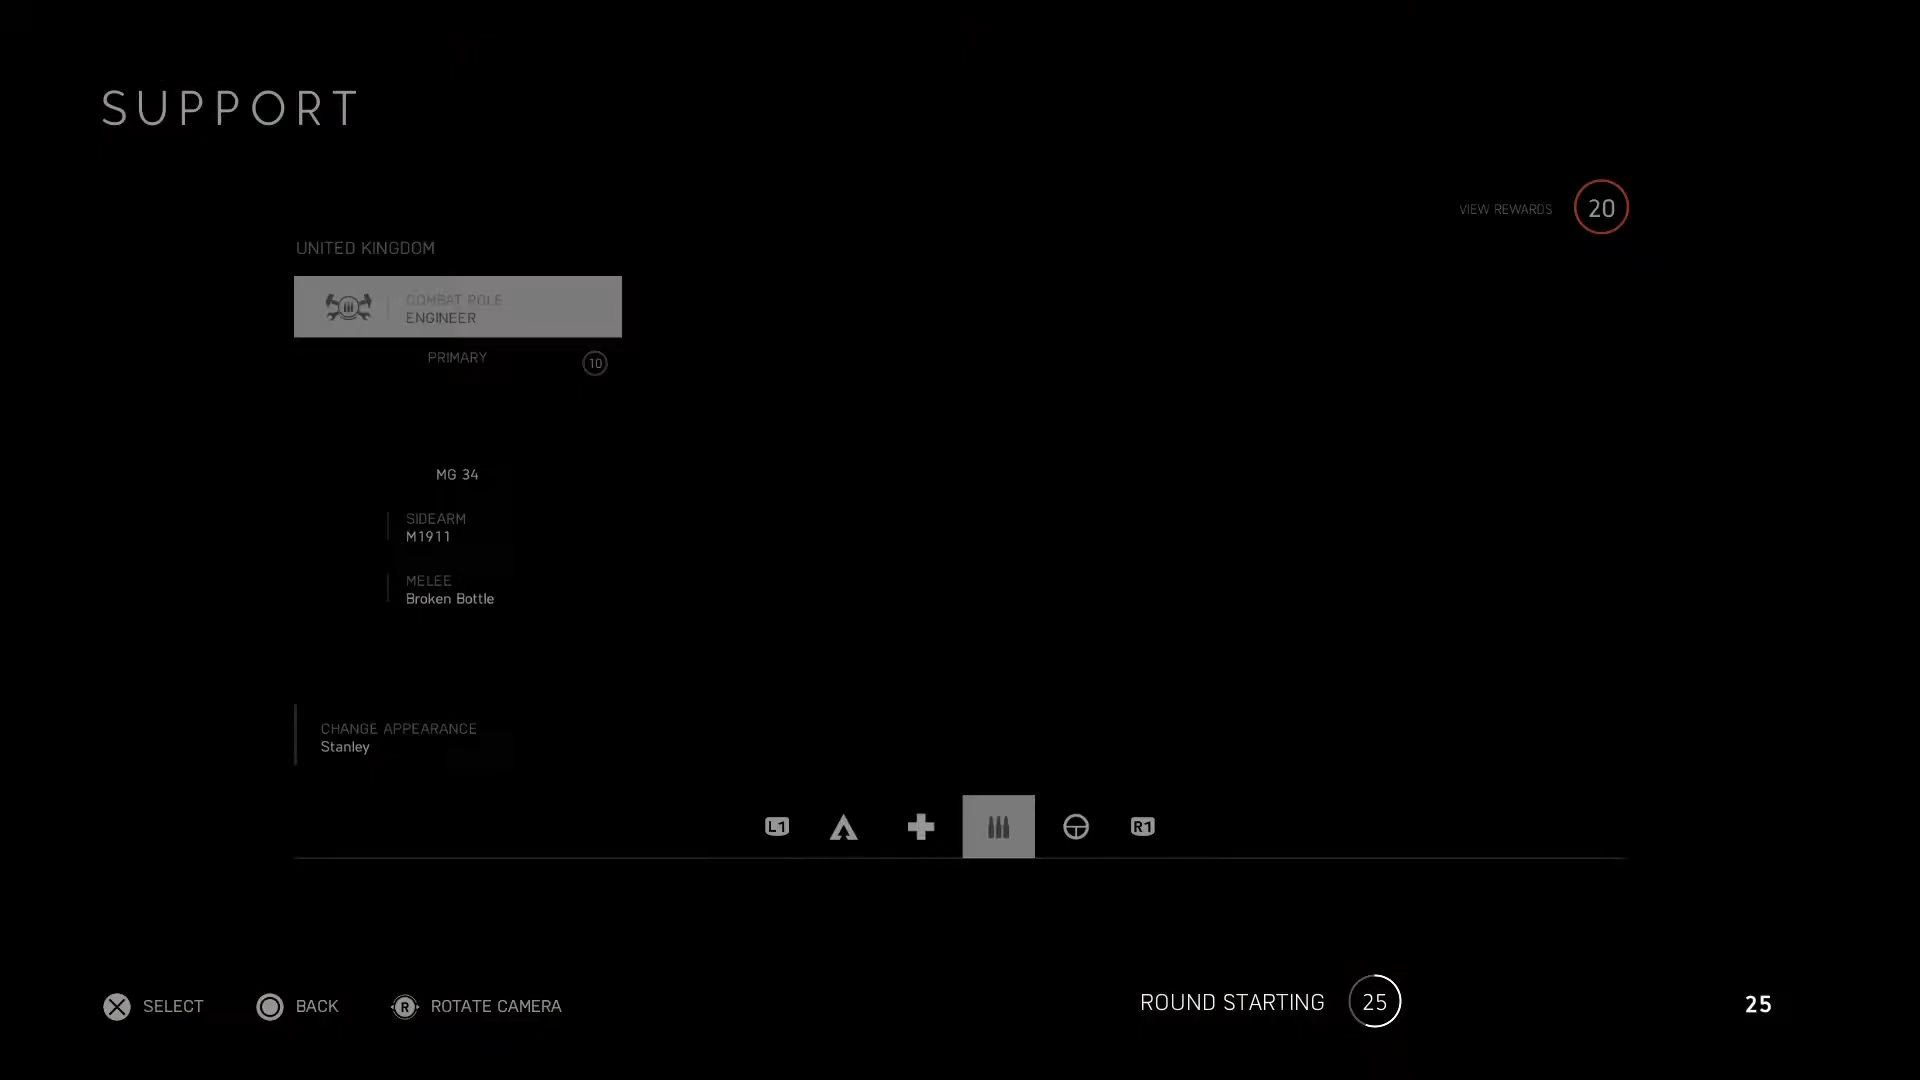 SUPPORT
VIEW REWARDS 20
UNITED KINGDOM
COMBAT ROLE
ENGINEER
PRIMARY 10
MG 34
SIDEARM
M1911
MELEE
Broken Bottle
CHANGE APPEARANCE
Stanley
L1 R1
SELECT BACK R ROTATE CAMERA ROUND STARTING 25 25